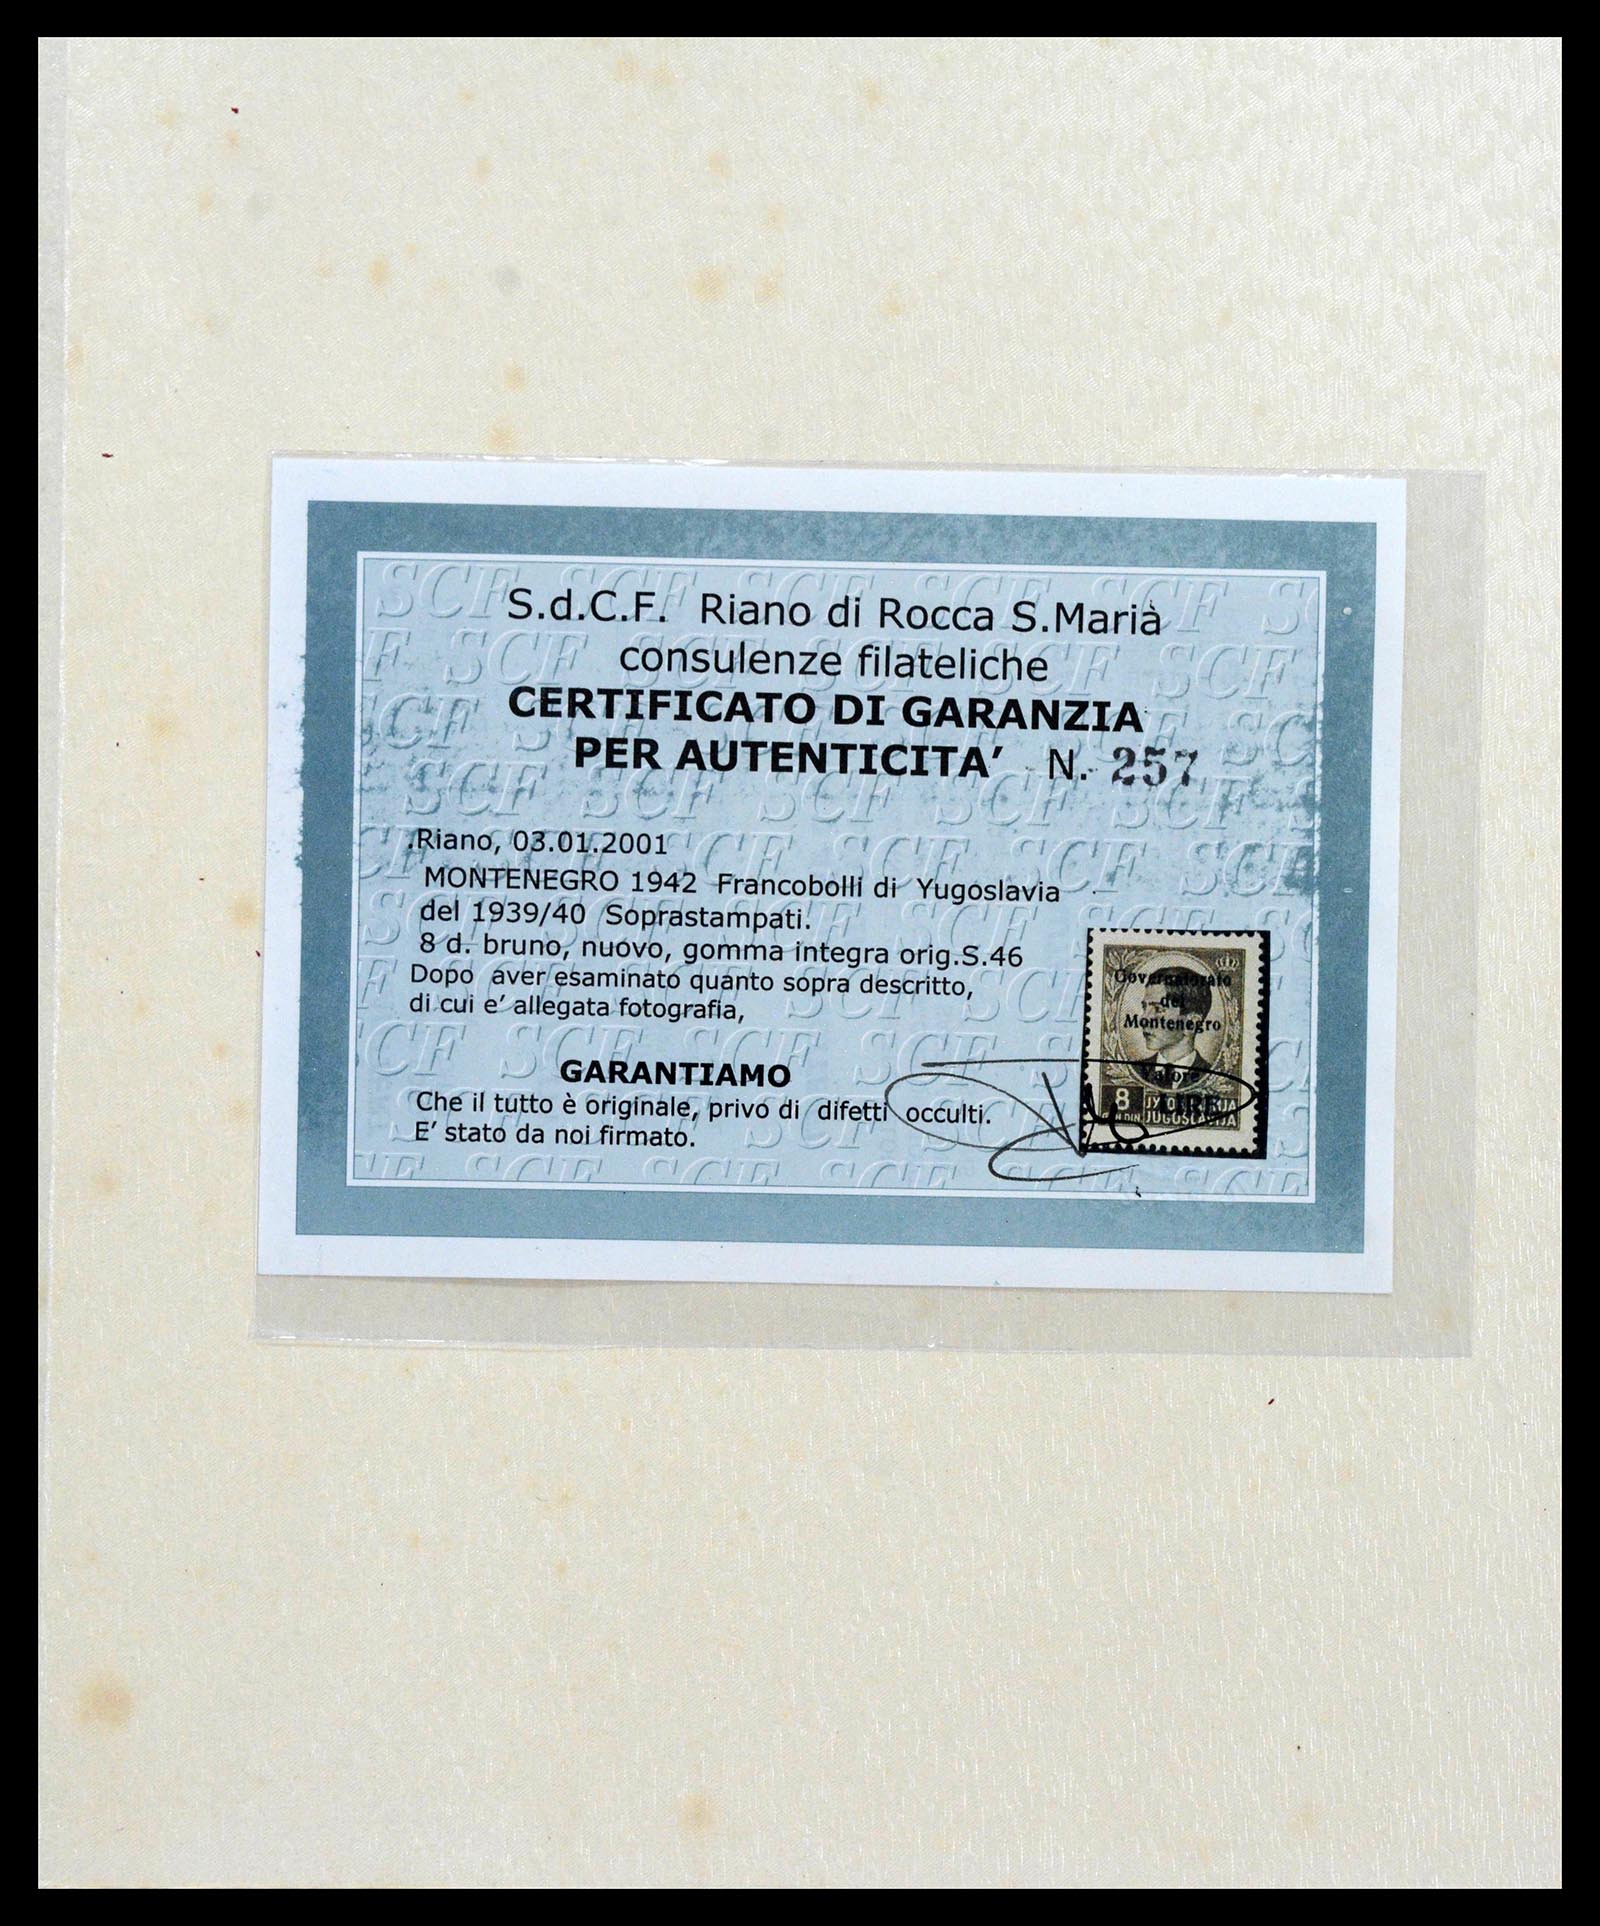 S.d.C.F. Riano di Rocca S.Marià
consulenze filateliche
CERTIFICATO DI GARANZIA
PER AUTENTICITA’ N. 257
.Riano, 03.01.2001
MONTENEGRO 1942 Francobolli di Yugoslavia
del 1939/40 Soprastampati.
8 d. bruno, nuovo, gomma integra orig.S.46
Dopo aver esaminato quanto sopra descritto,
di cui e’ allegata fotografia,
GARANTIAMO
Che il tutto è originale, privo di difetti occulti.
E’ stato da noi firmato.
Governatorato
del
Montenegro
Valore
LIRE
8
JUGOSLAVIJA
SCF